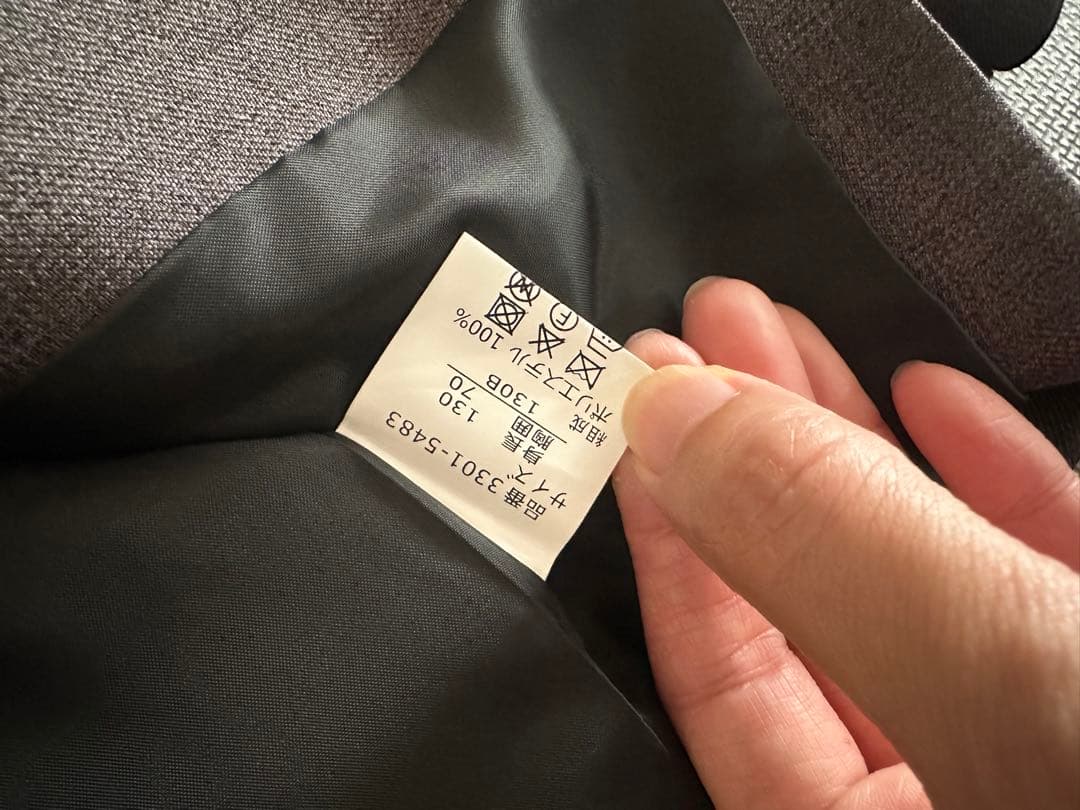 品番 3301-5483
サイズ
身長 130
胸囲 70
130B
組成
ポリエステル 100%
F
W